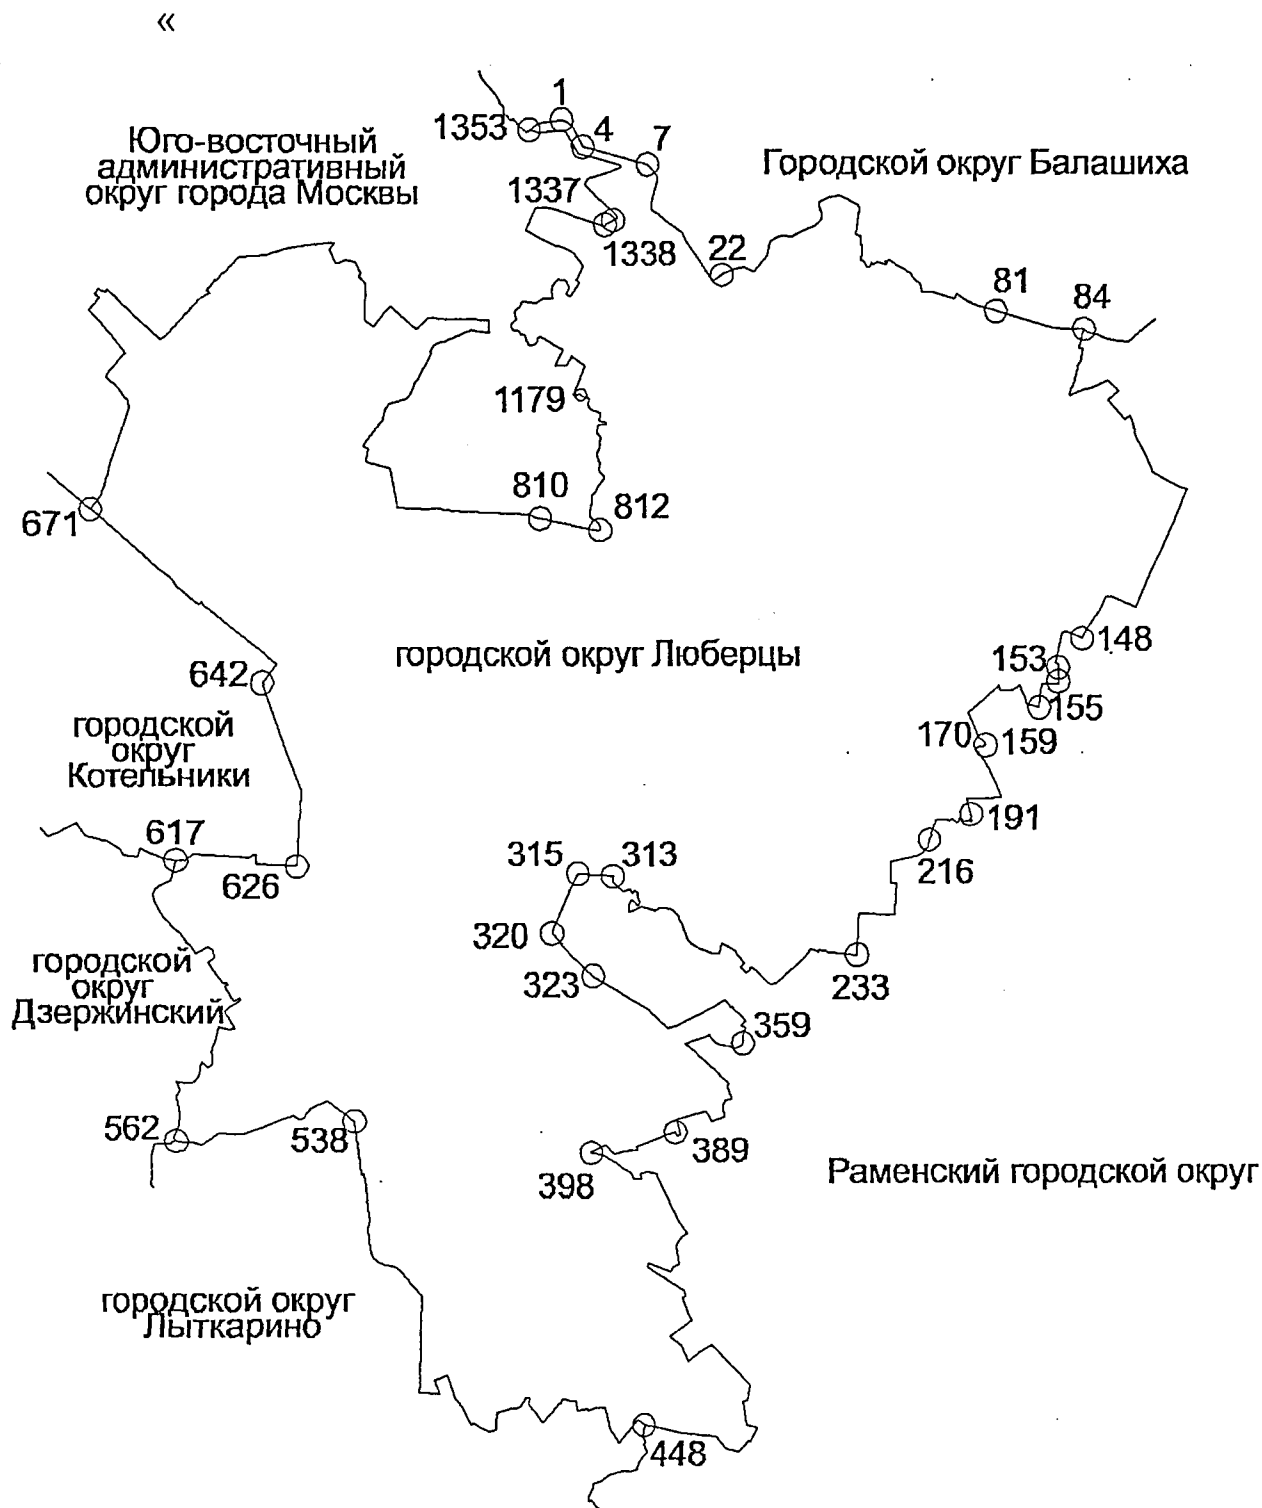 «
1
1353
4
7
Юго-восточный
административный
округ города Москвы
Городской округ Балашиха
1337
1338
22
81
84
1179
810
812
671
148
городской округ Люберцы
153
642
155
городской
округ
Котельники
170
159
191
617
315
313
216
626
320
городской
округ
Дзержинский
323
233
359
562
538
389
398
Раменский городской округ
городской округ
Лыткарино
448